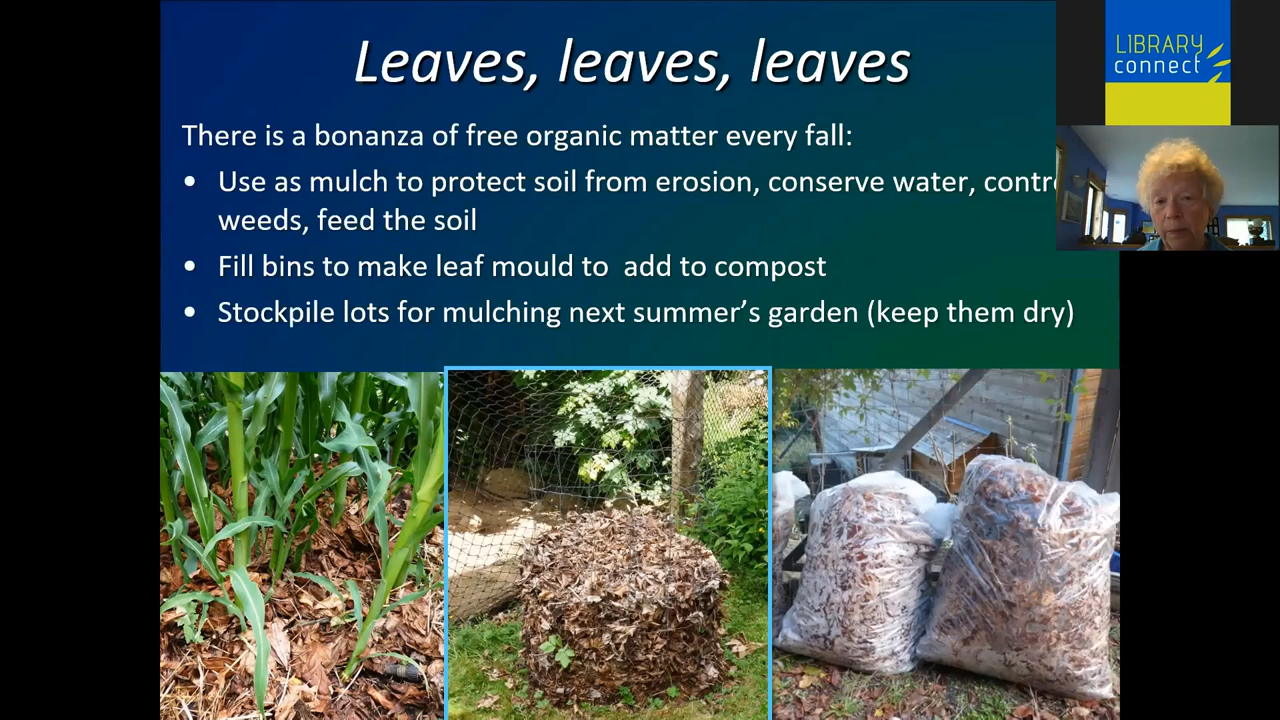 Leaves, leaves, leaves
LIBRARY
connect
There is a bonanza of free organic matter every fall:
• Use as mulch to protect soil from erosion, conserve water, contr
weeds, feed the soil
• Fill bins to make leaf mould to  add to compost
• Stockpile lots for mulching next summer’s garden (keep them dry)